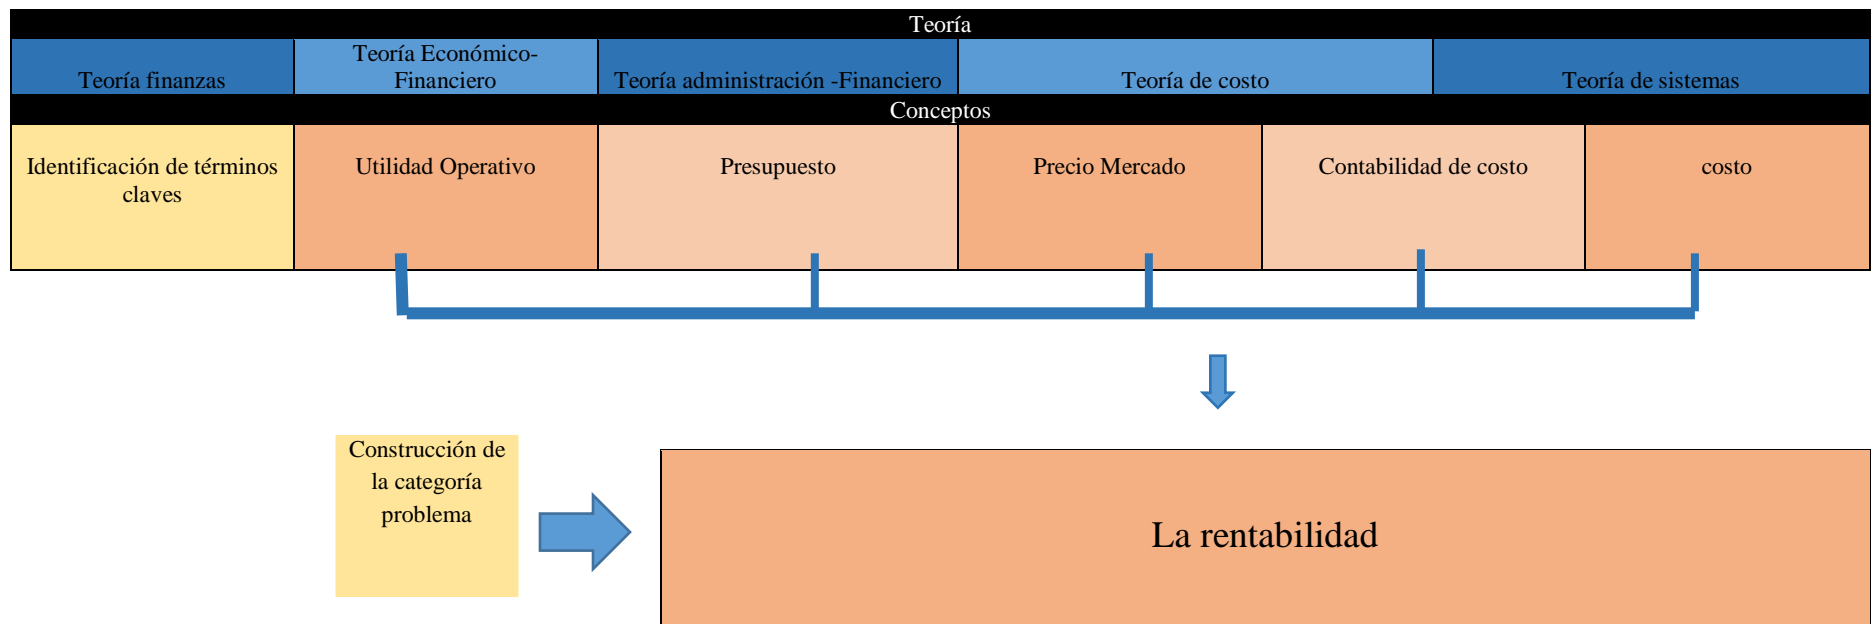 Teoría
Teoría finanzas
Teoría Económico-
Financiero
Teoría administración -Financiero
Teoría de costo
Teoría de sistemas
Conceptos
Identificación de términos
claves
Utilidad Operativo
Presupuesto
Precio Mercado
Contabilidad de costo
costo
Construcción de
la categoría
problema
La rentabilidad